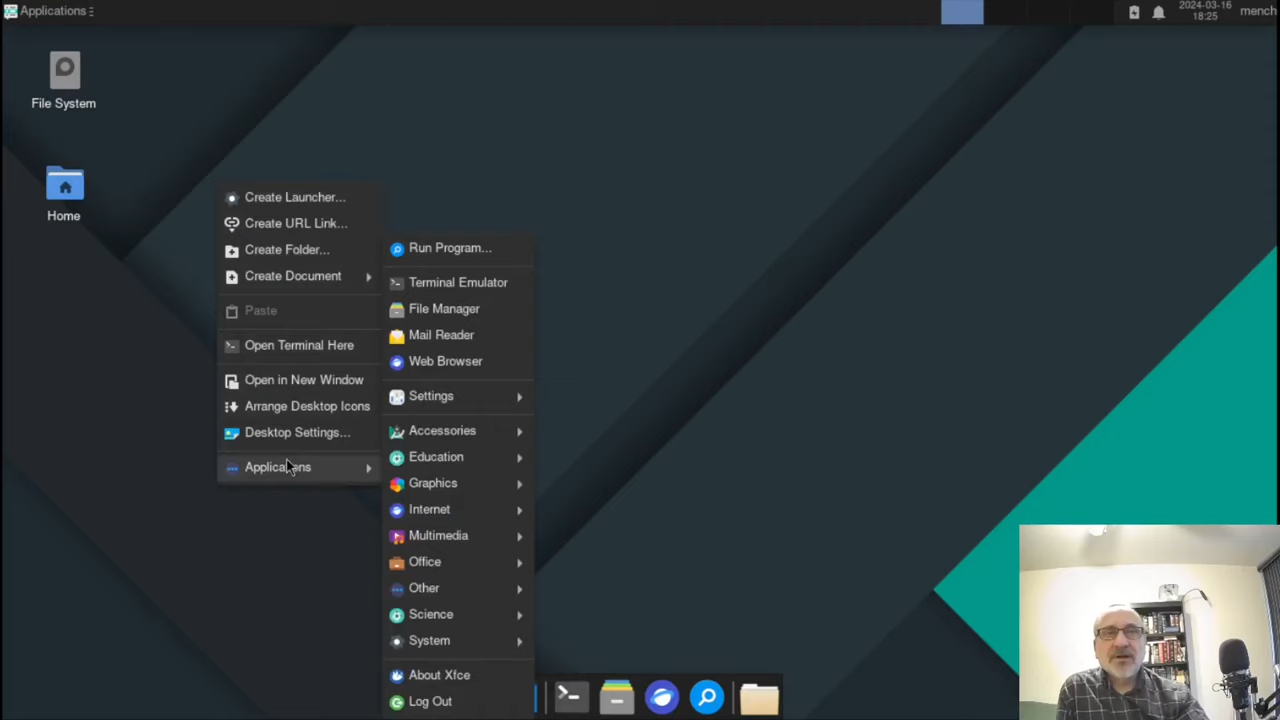 Applications
2024-03-16
18:25
mench
File System
Home
Create Launcher...
Create URL Link...
Create Folder...
Create Document
Paste
Open Terminal Here
Open in New Window
Arrange Desktop Icons
Desktop Settings...
Applications
Run Program...
Terminal Emulator
File Manager
Mail Reader
Web Browser
Settings
Accessories
Education
Graphics
Internet
Multimedia
Office
Other
Science
System
About Xfce
Log Out